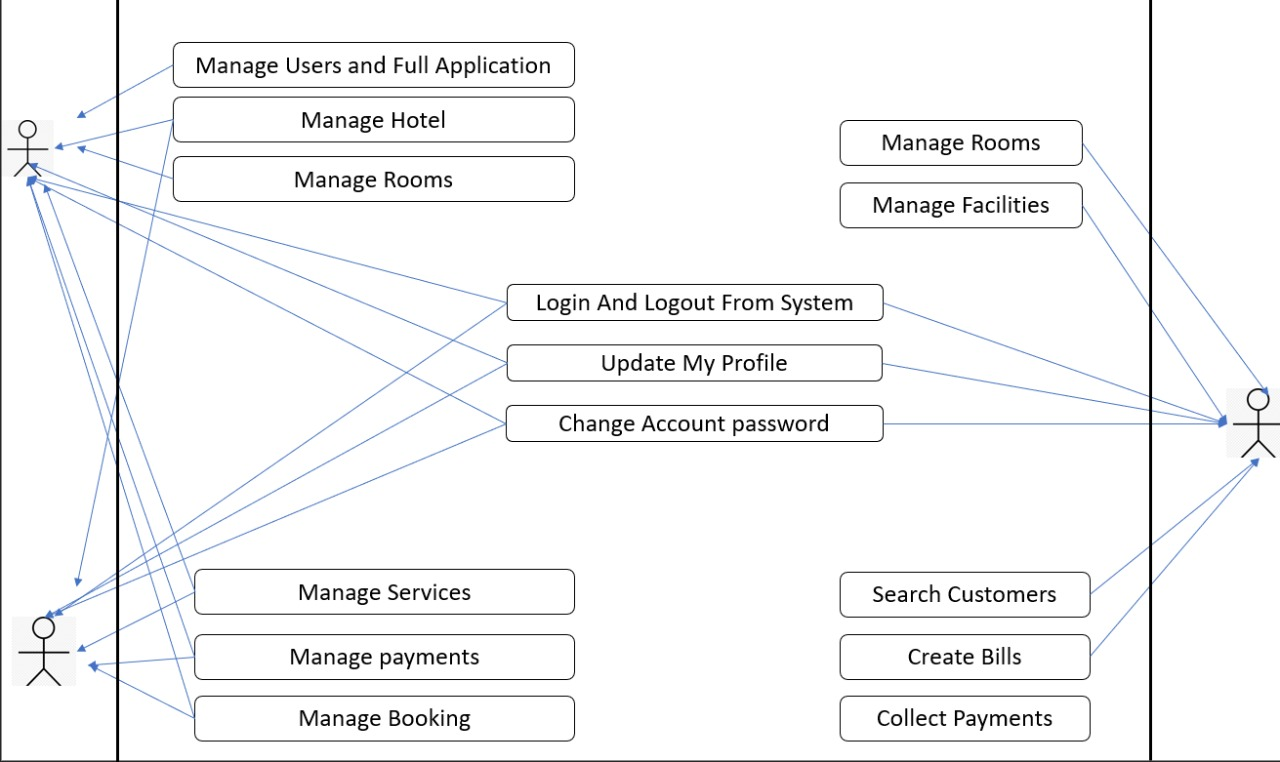 Manage Users and Full Application
Manage Hotel
Manage Rooms
Manage Rooms
Manage Facilities
Login And Logout From System
Update My Profile
Change Account password
Manage Services
Manage payments
Manage Booking
Search Customers
Create Bills
Collect Payments